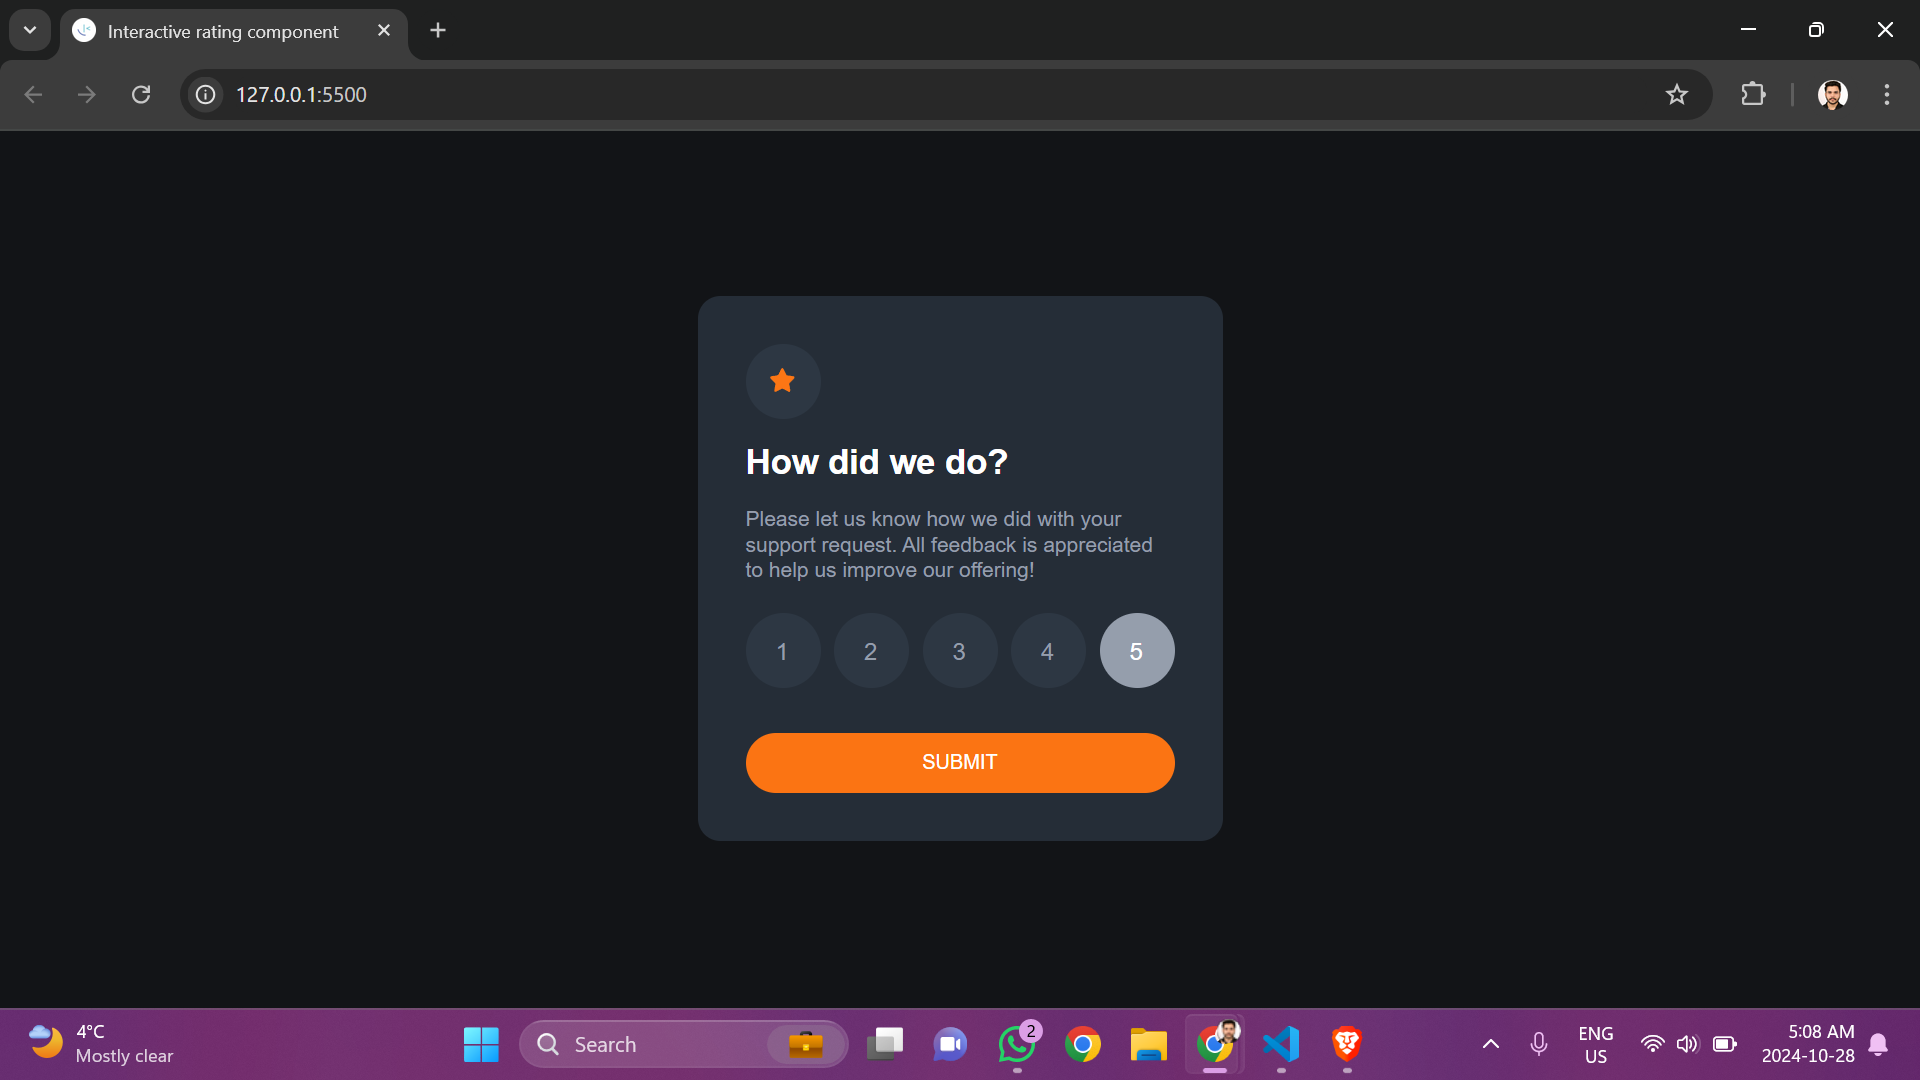 Interactive rating component
127.0.0.1:5500
How did we do?
Please let us know how we did with your
support request. All feedback is appreciated
to help us improve our offering!
1 2 3 4 5
SUBMIT
4°C
Mostly clear
Search
2
ENG
US
5:08 AM
2024-10-28